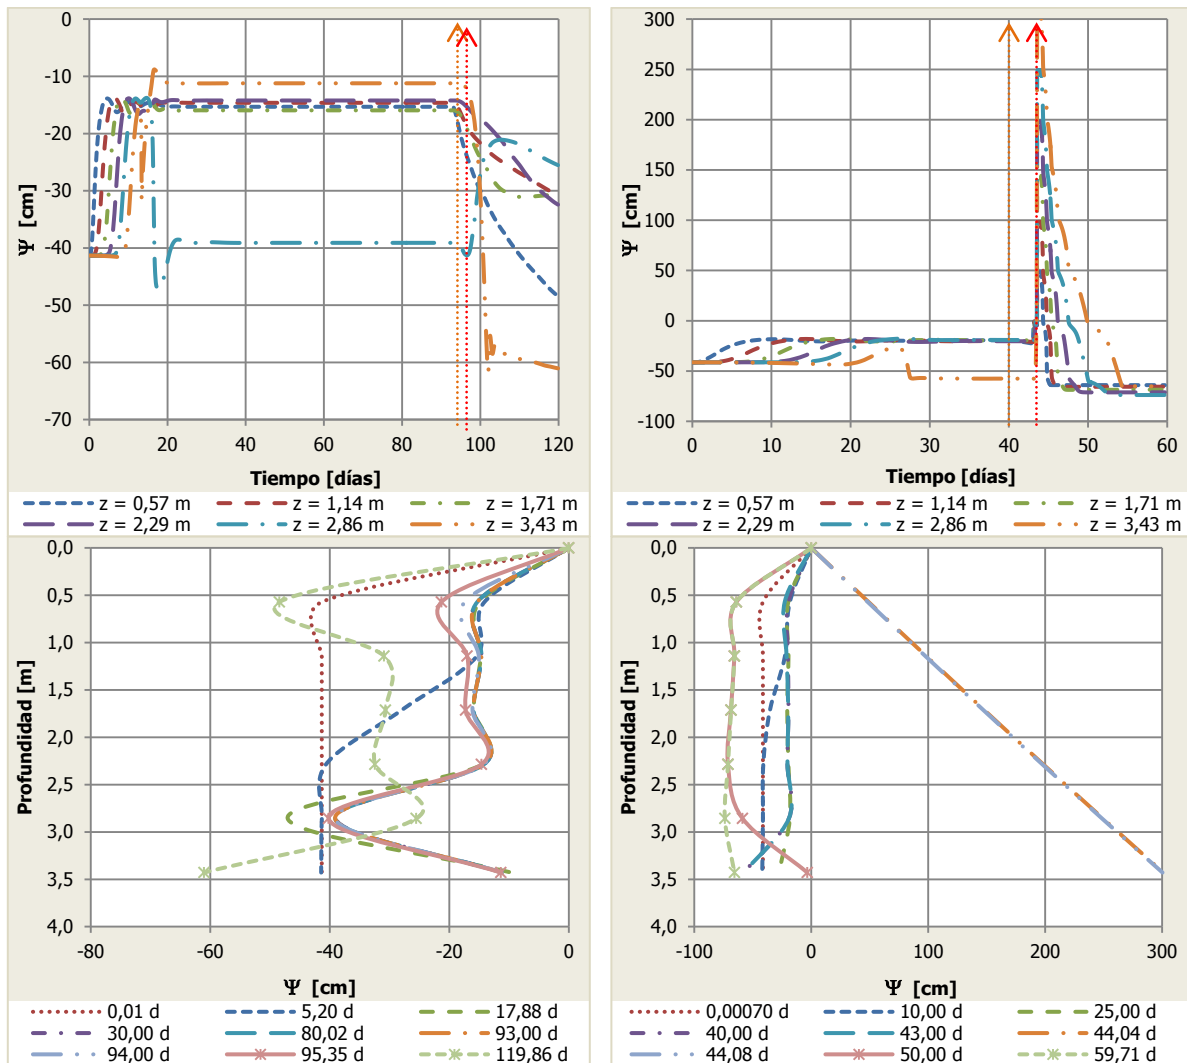 0
-10
-20
-30
-40
-50
-60
-70
Ψ [cm]
0 20 40 60 80 100 120
Tiempo [días]
z = 0,57 m z = 1,14 m z = 1,71 m
z = 2,29 m z = 2,86 m z = 3,43 m
300
250
200
150
100
50
0
-50
-100
Ψ [cm]
0 10 20 30 40 50 60
Tiempo [días]
z = 0,57 m z = 1,14 m z = 1,71 m
z = 2,29 m z = 2,86 m z = 3,43 m
0,0
0,5
1,0
1,5
2,0
2,5
3,0
3,5
4,0
Profundidad [m]
-80 -60 -40 -20 0
Ψ [cm]
0,01 d 5,20 d 17,88 d
30,00 d 80,02 d 93,00 d
94,00 d 95,35 d 119,86 d
0,0
0,5
1,0
1,5
2,0
2,5
3,0
3,5
4,0
Profundidad [m]
-100 0 100 200 300
Ψ [cm]
0,00070 d 10,00 d 25,00 d
40,00 d 43,00 d 44,04 d
44,08 d 50,00 d 59,71 d